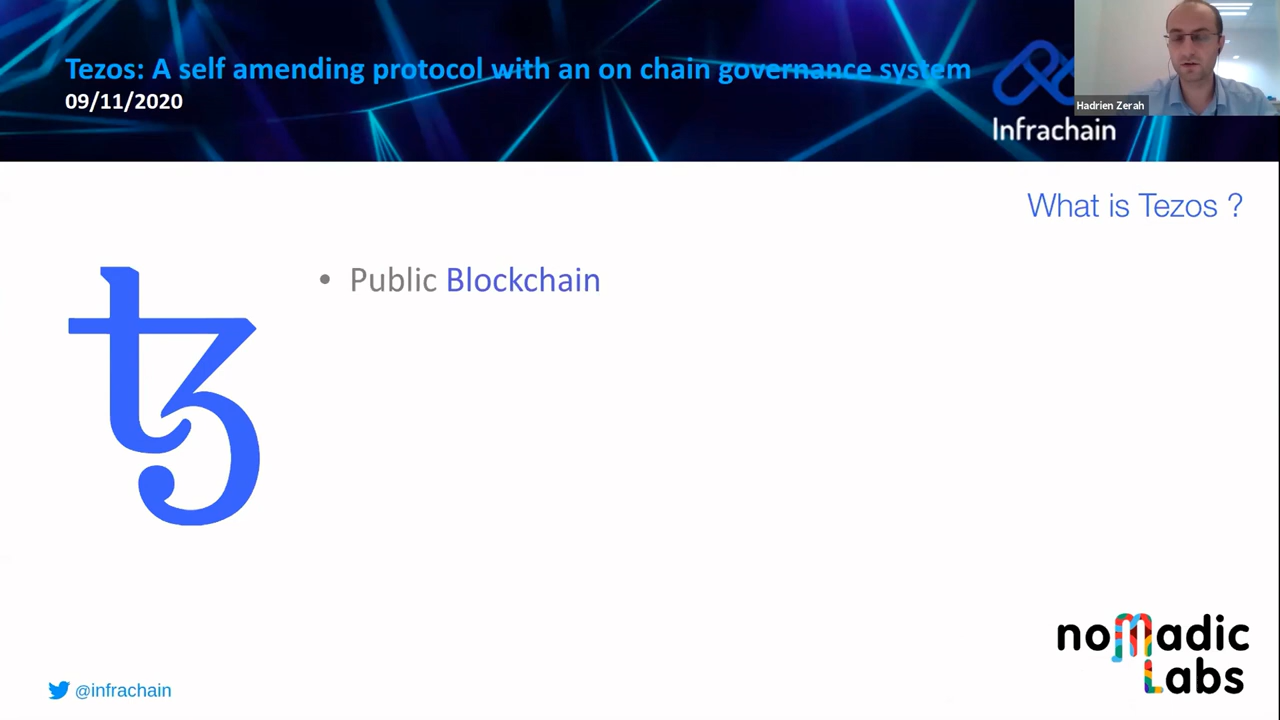 Tezos: A self amending protocol with an on chain governance system
09/11/2020
Hadrien Zerah
Infrachain
What is Tezos ?
• Public Blockchain
noMadic
Labs
@infrachain